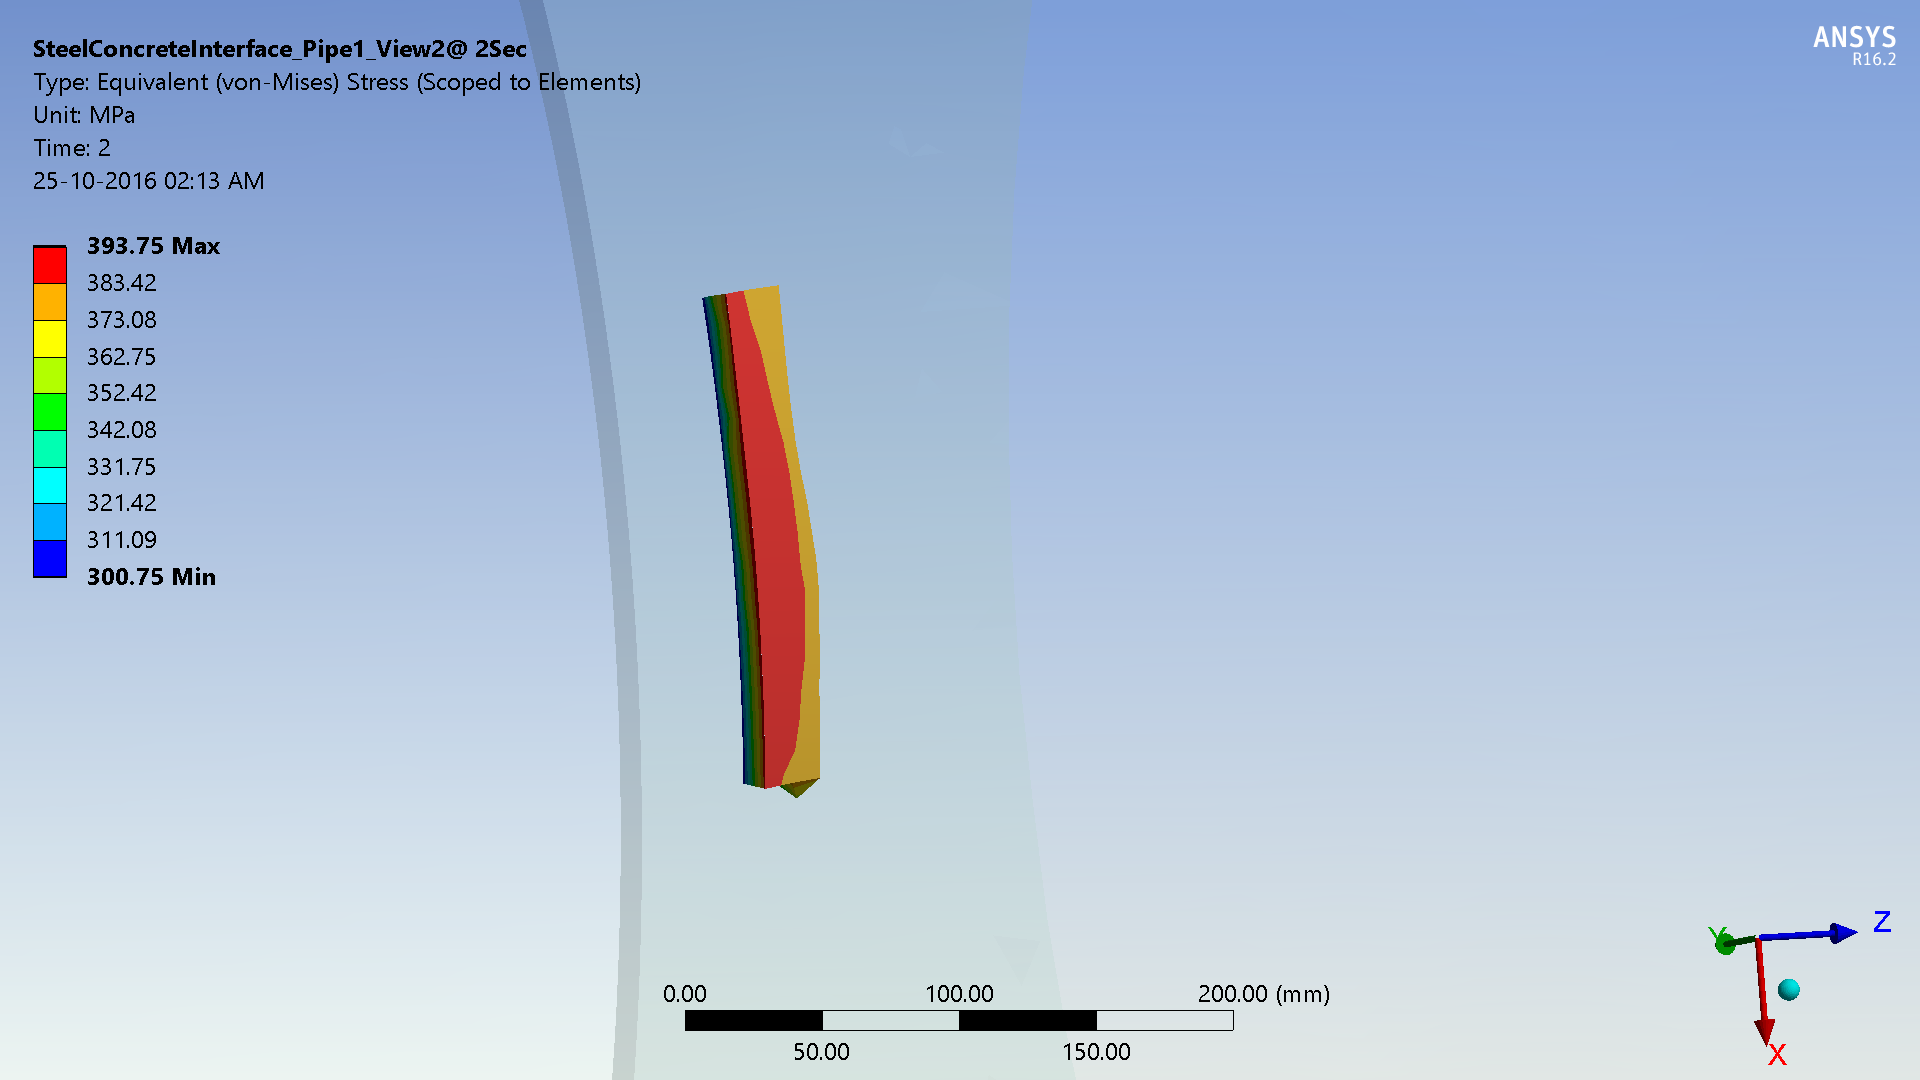 SteelConcreteInterface_Pipe1_View2@ 2Sec
Type: Equivalent (von-Mises) Stress (Scoped to Elements)
Unit: MPa
Time: 2
25-10-2016 02:13 AM
ANSYS
R16.2
393.75 Max
383.42
373.08
362.75
352.42
342.08
331.75
321.42
311.09
300.75 Min
0.00 100.00 200.00 (mm)
50.00 150.00
Y Z
X